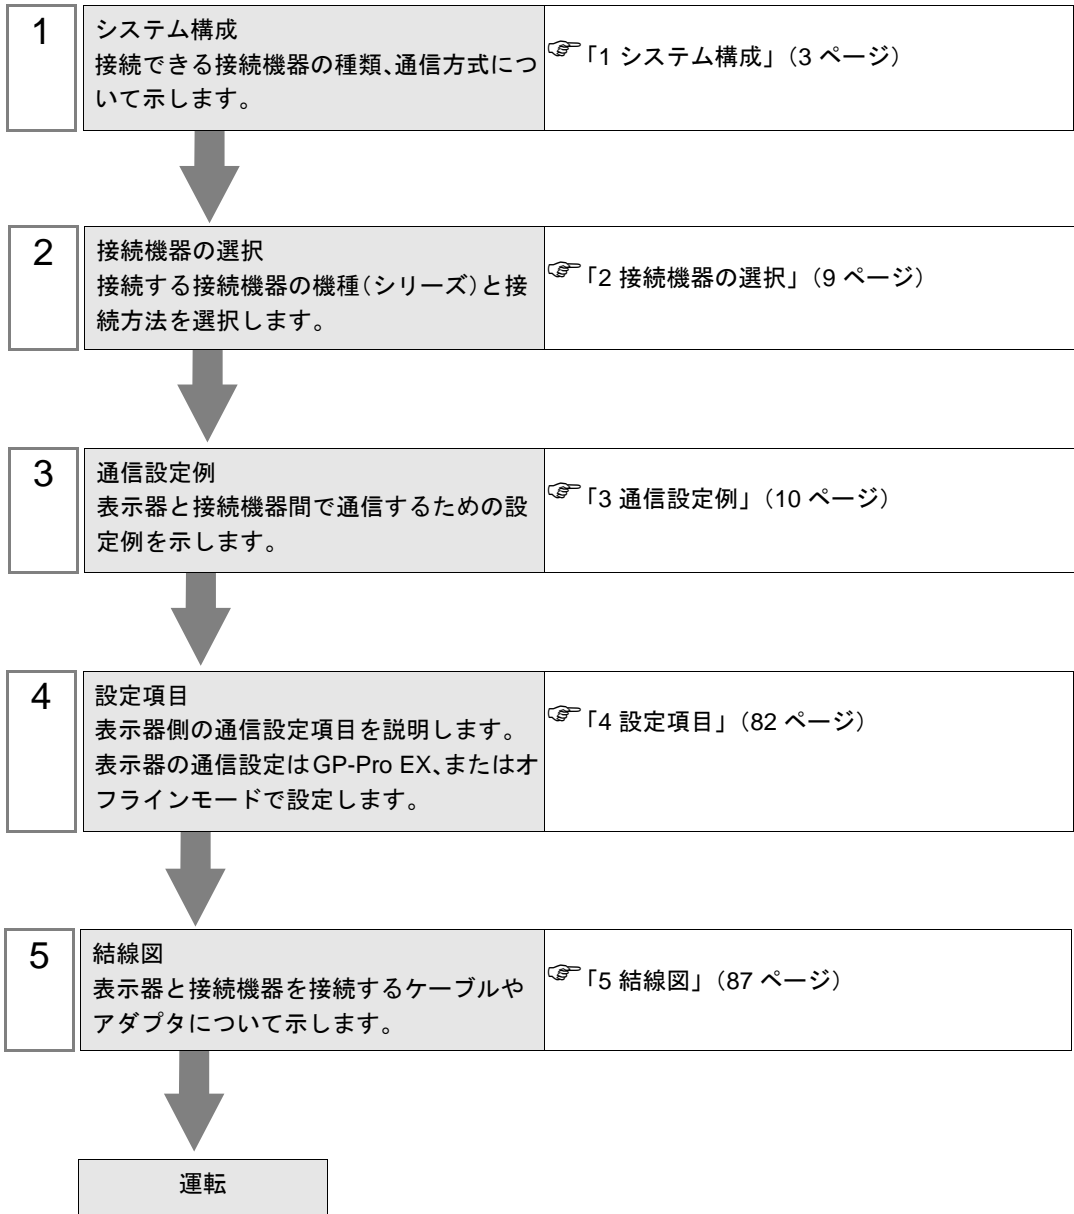 1
システム構成
接続できる接続機器の種類、通信方式につ
いて示します。
「1 システム構成」（3 ページ）
2
接続機器の選択
接続する接続機器の機種（シリーズ）と接
続方法を選択します。
「2 接続機器の選択」（9 ページ）
3
通信設定例
表示器と接続機器間で通信するための設
定例を示します。
「3 通信設定例」（10 ページ）
4
設定項目
表示器側の通信設定項目を説明します。
表示器の通信設定はGP-Pro EX、またはオ
フラインモードで設定します。
「4 設定項目」（82 ページ）
5
結線図
表示器と接続機器を接続するケーブルや
アダプタについて示します。
「5 結線図」（87 ページ）
運転